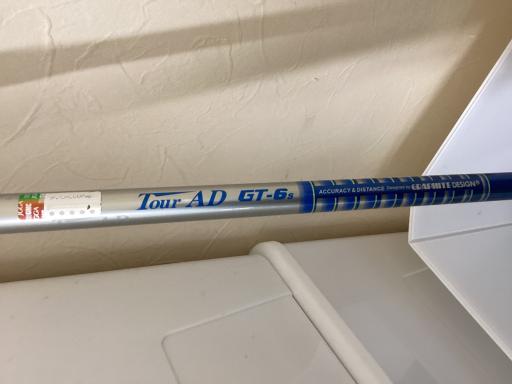 Tour AD GT-6s ACCURACY & DISTANCE Designed by GRAPHITE DESIGN®